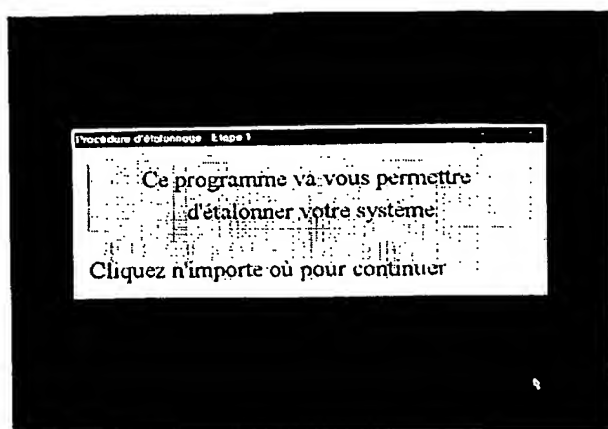 Procédure d'étalonnage Etape 1
Ce programme va vous permettre
d'étalonner votre système
Cliquez n'importe où pour continuer